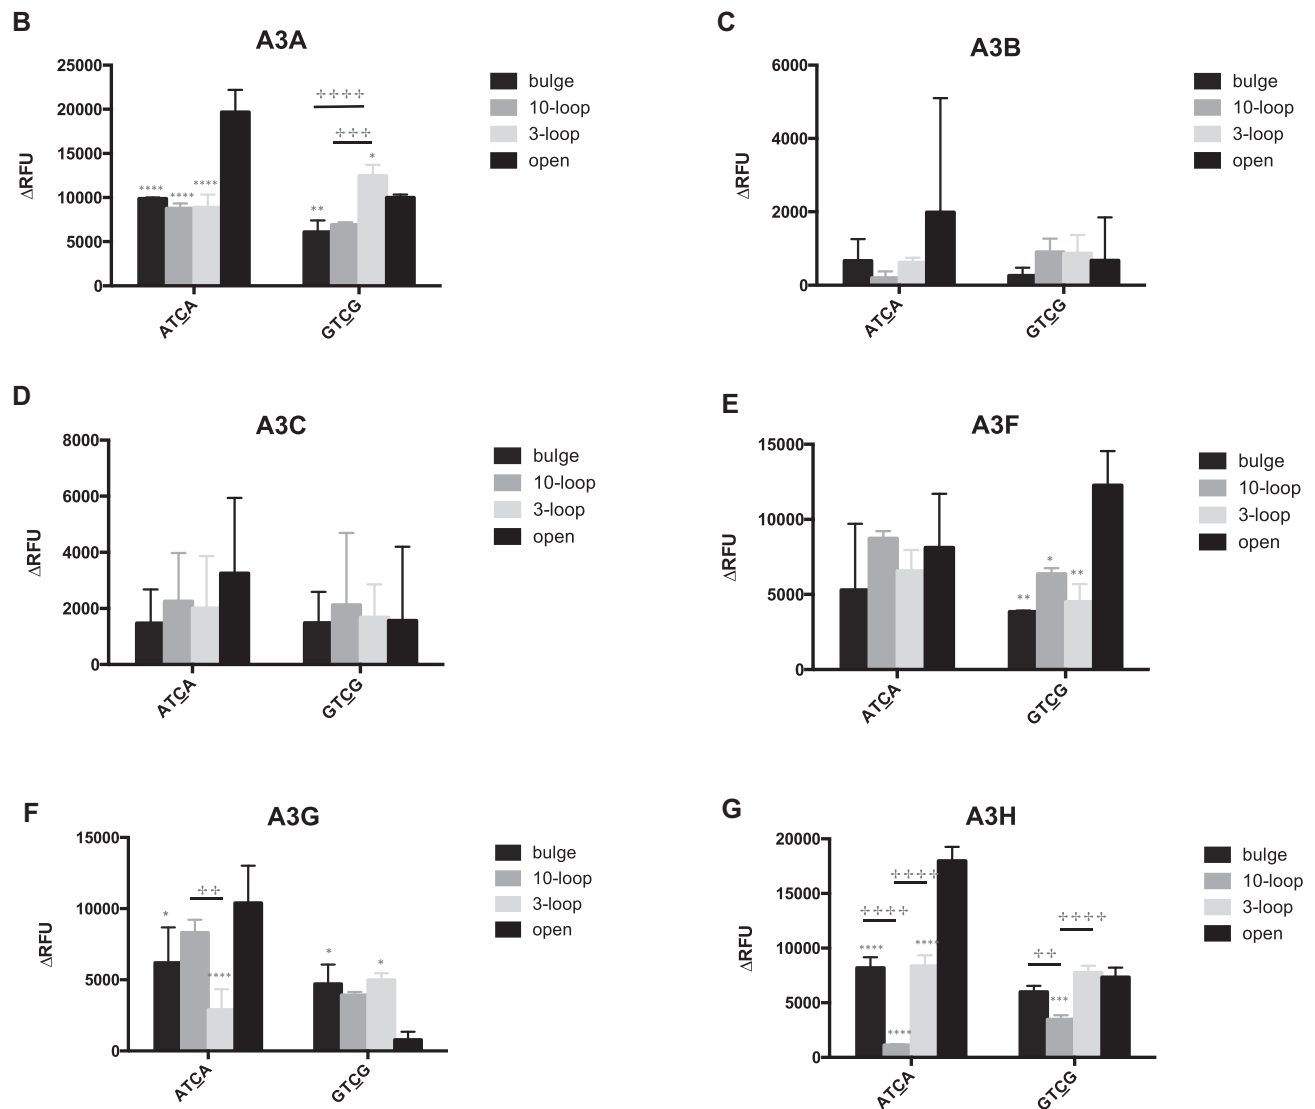 B
A3A
25000
20000
15000
10000
5000
0
ΔRFU
**** **** ****
** ++++ +++ *
ATCA GTCG
bulge
10-loop
3-loop
open
C
A3B
6000
4000
2000
0
ΔRFU
ATCA GTCG
bulge
10-loop
3-loop
open
D
A3C
8000
6000
4000
2000
0
ΔRFU
ATCA GTCG
bulge
10-loop
3-loop
open
E
A3F
15000
10000
5000
0
ΔRFU
** * **
ATCA GTCG
bulge
10-loop
3-loop
open
F
A3G
15000
10000
5000
0
ΔRFU
* ++ ****
* *
ATCA GTCG
bulge
10-loop
3-loop
open
G
A3H
20000
15000
10000
5000
0
ΔRFU
++++ ++++
**** **** ****
++ ++++
***
ATCA GTCG
bulge
10-loop
3-loop
open